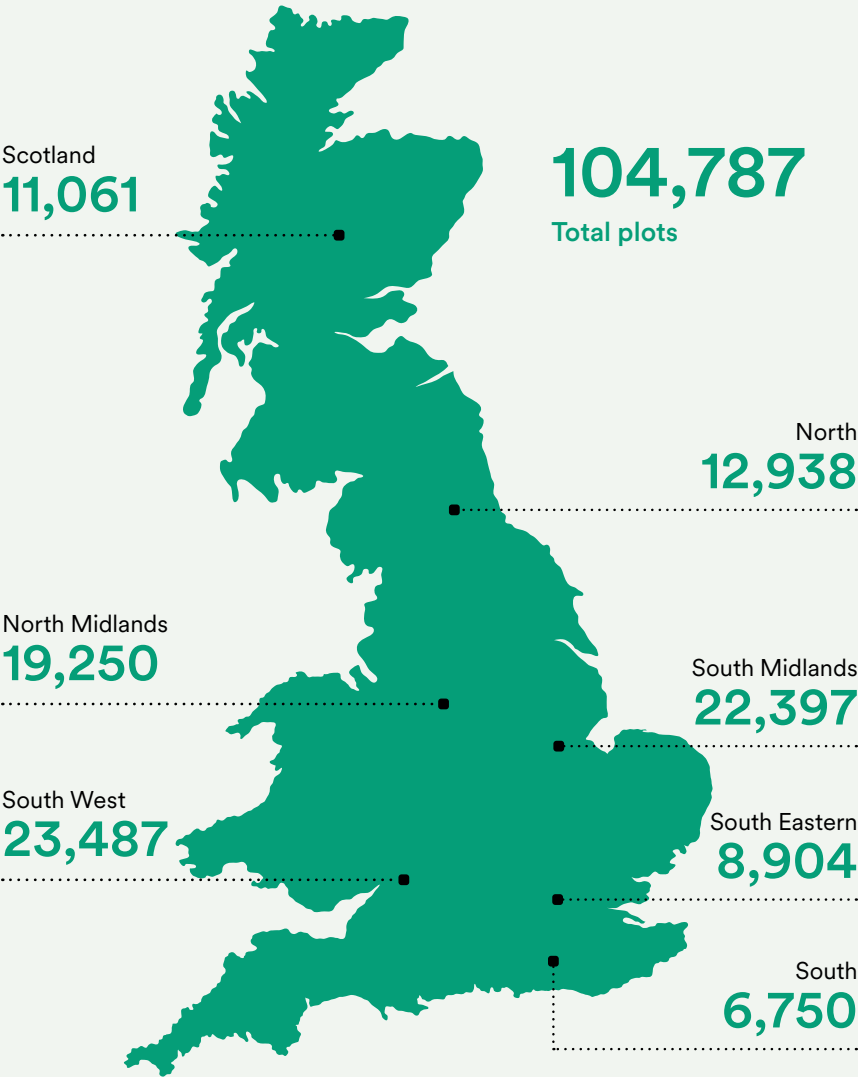 104,787
Total plots
Scotland
11,061
North
12,938
North Midlands
19,250
South Midlands
22,397
South West
23,487
South Eastern
8,904
South
6,750